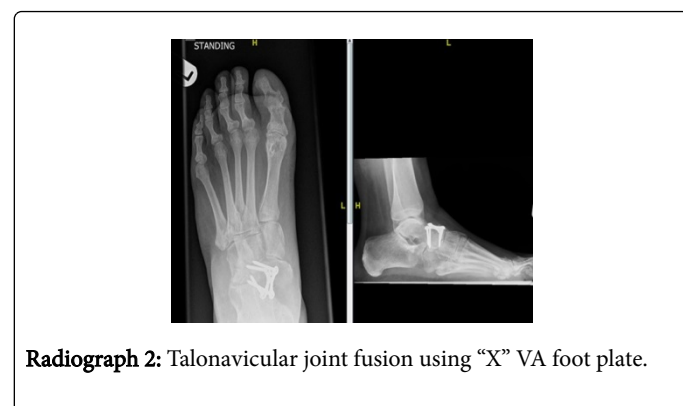 STANDING
H
L
L
H
Radiograph 2: Talonavicular joint fusion using “X” VA foot plate.